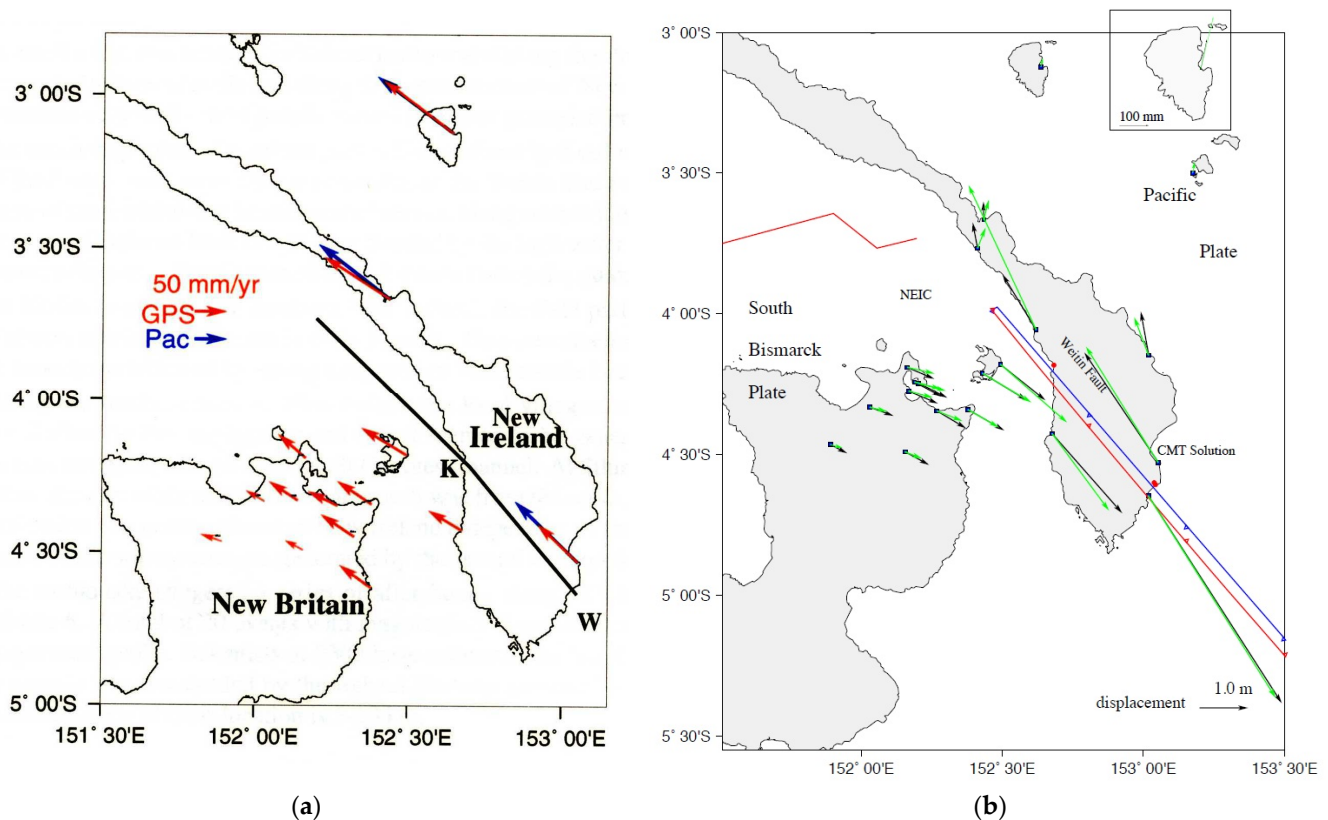 3° 00'S
3° 30'S
50 mm/yr
GPS
Pac
4° 00'S
New
Ireland
K
4° 30'S
New Britain
W
5° 00'S
151° 30'E
152° 00'E
152° 30'E
153° 00'E
(a)
3° 00'S
100 mm
3° 30'S
Pacific
Plate
NEIC
South
4° 00'S
Bismarck
Weitin Fault
Plate
4° 30'S
CMT Solution
5° 00'S
1.0 m
displacement
5° 30'S
152° 00'E
152° 30'E
153° 00'E
153° 30'E
(b)